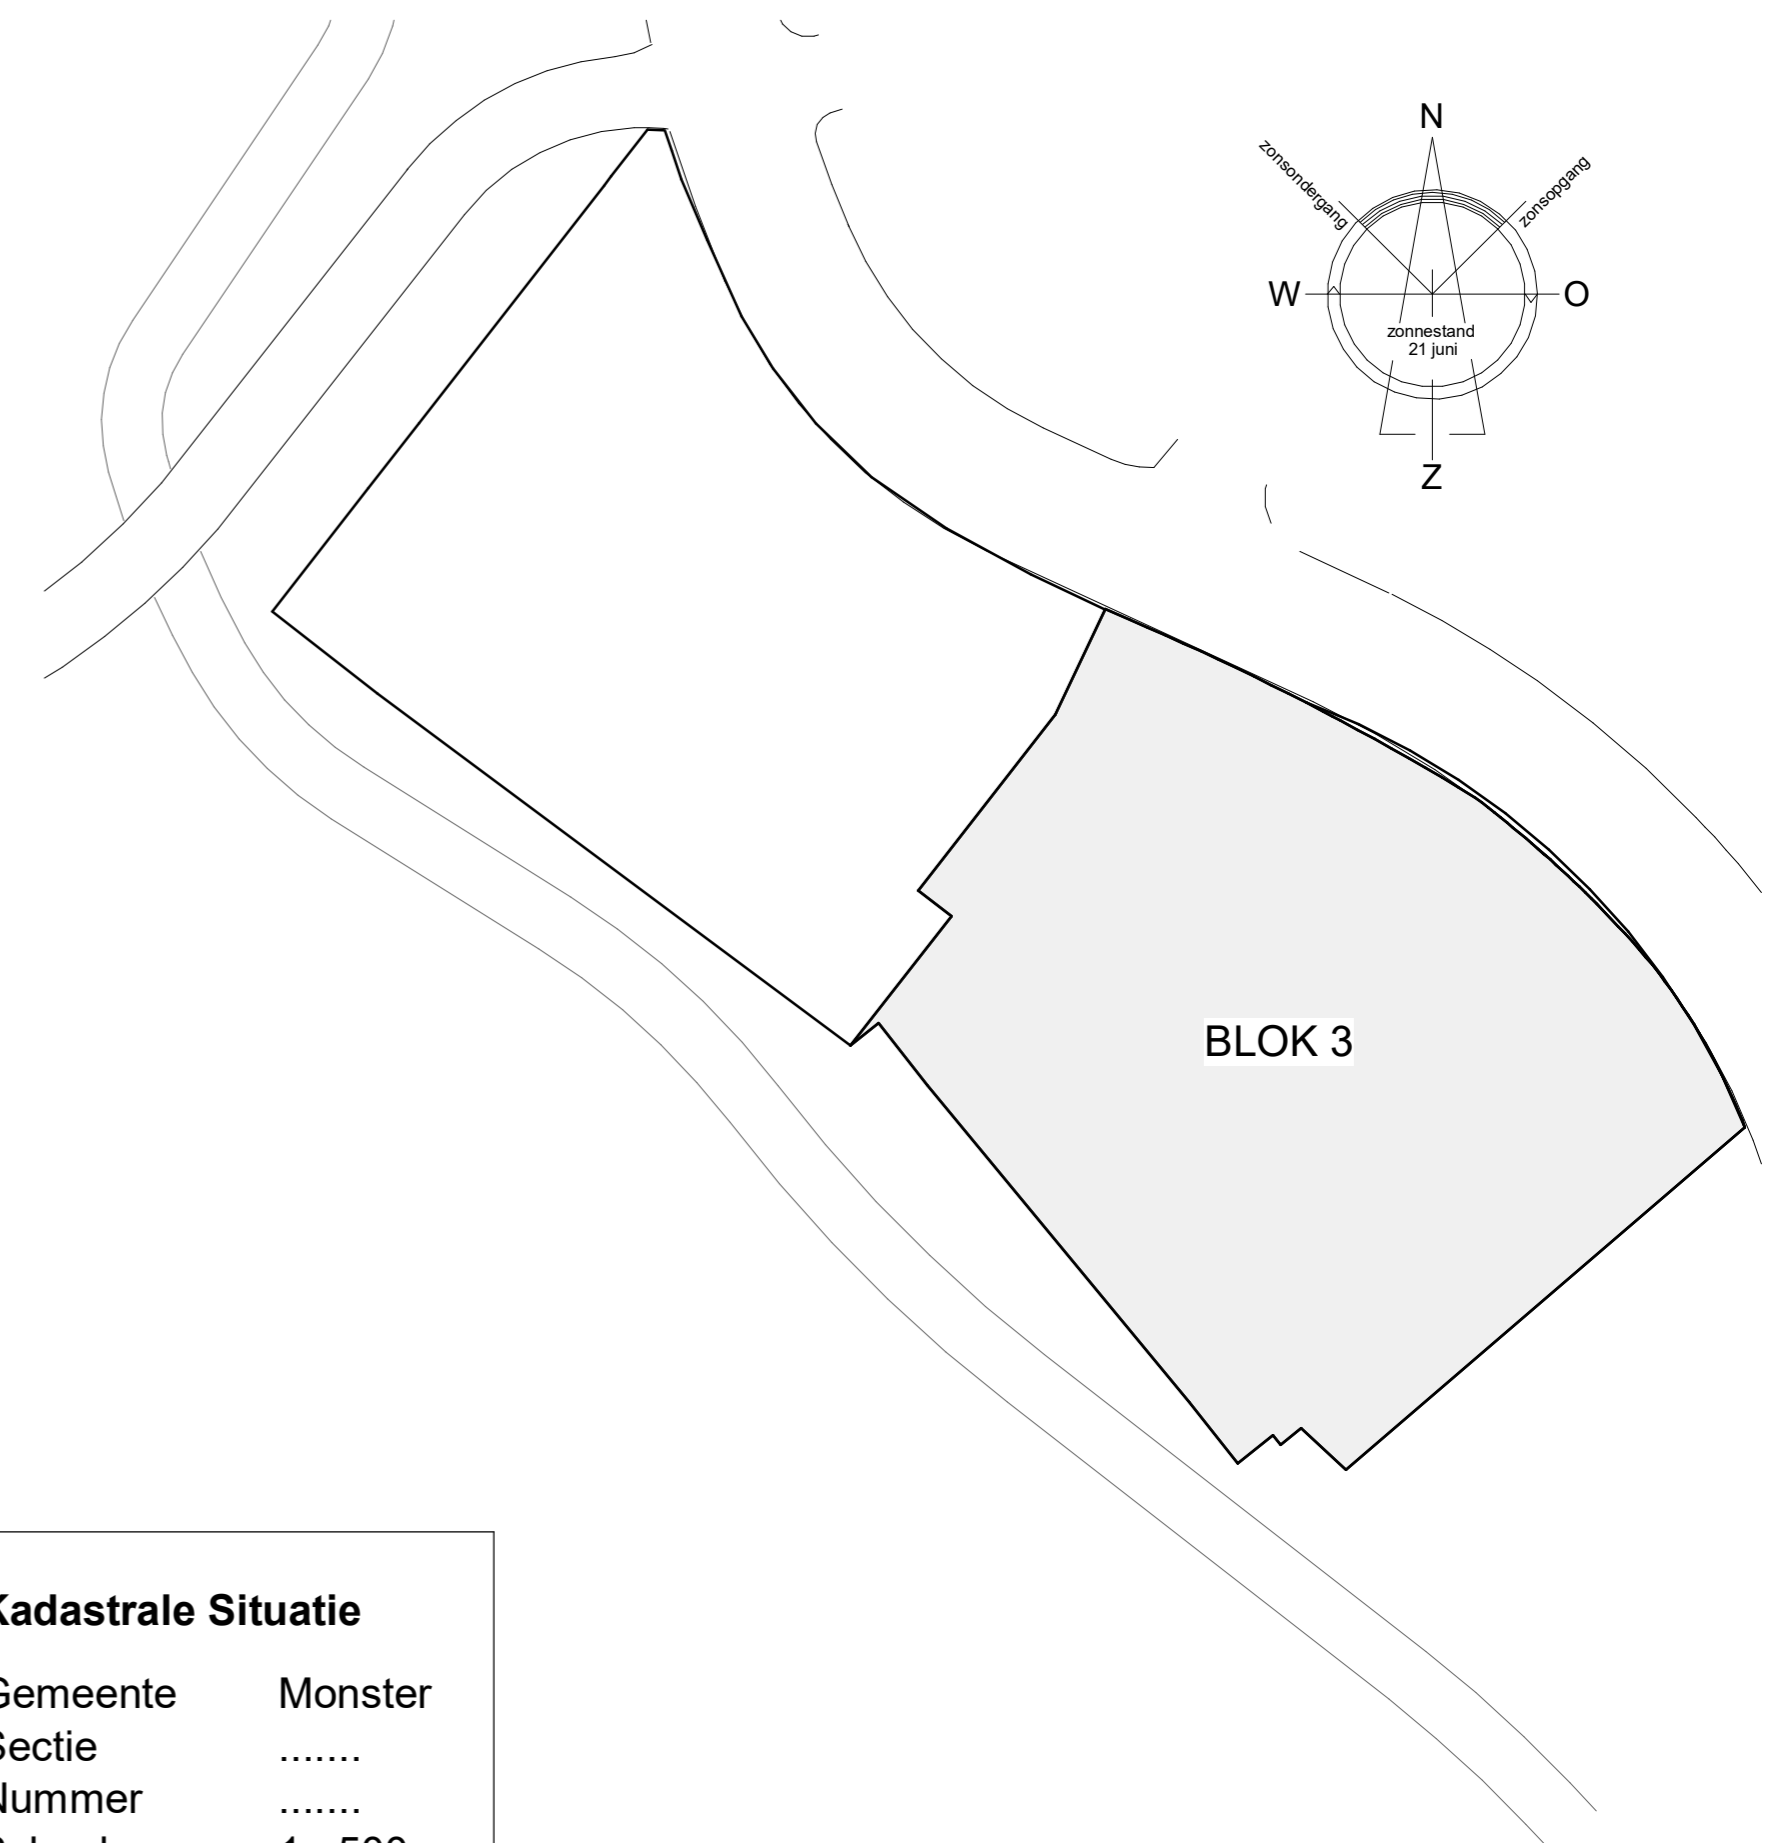 N
zonsondergang
zonsopgang
W
O
zonnestand
21 juni
Z
BLOK 3
Kadastrale Situatie
Gemeente Monster
Sectie .......
Nummer .......